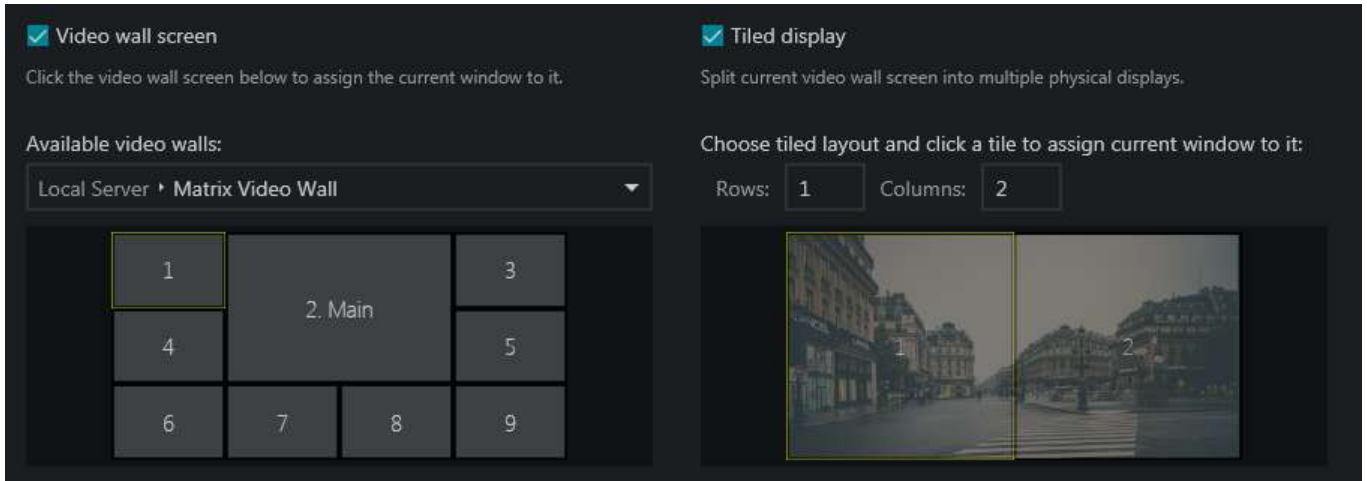 Video wall screen
Click the video wall screen below to assign the current window to it.
Available video walls:
Local Server ‣ Matrix Video Wall
1
2. Main
3
4
5
6
7
8
9
Tiled display
Split current video wall screen into multiple physical displays.
Choose tiled layout and click a tile to assign current window to it:
Rows: 1 Columns: 2
1
2